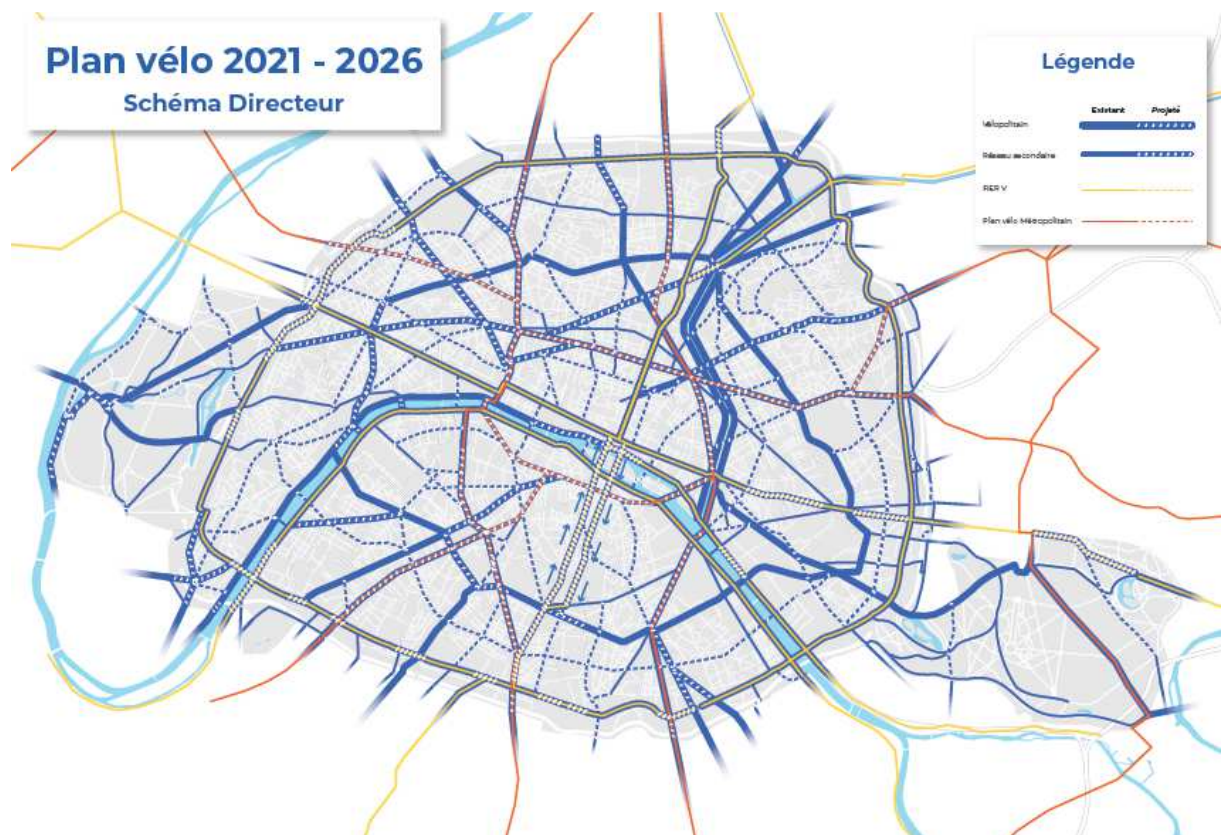 Plan vélo 2021 - 2026
Schéma Directeur
Légende
Existant Projeté
Vélopolitain
Réseau secondaire
RER V
Plan vélo Métropolitain